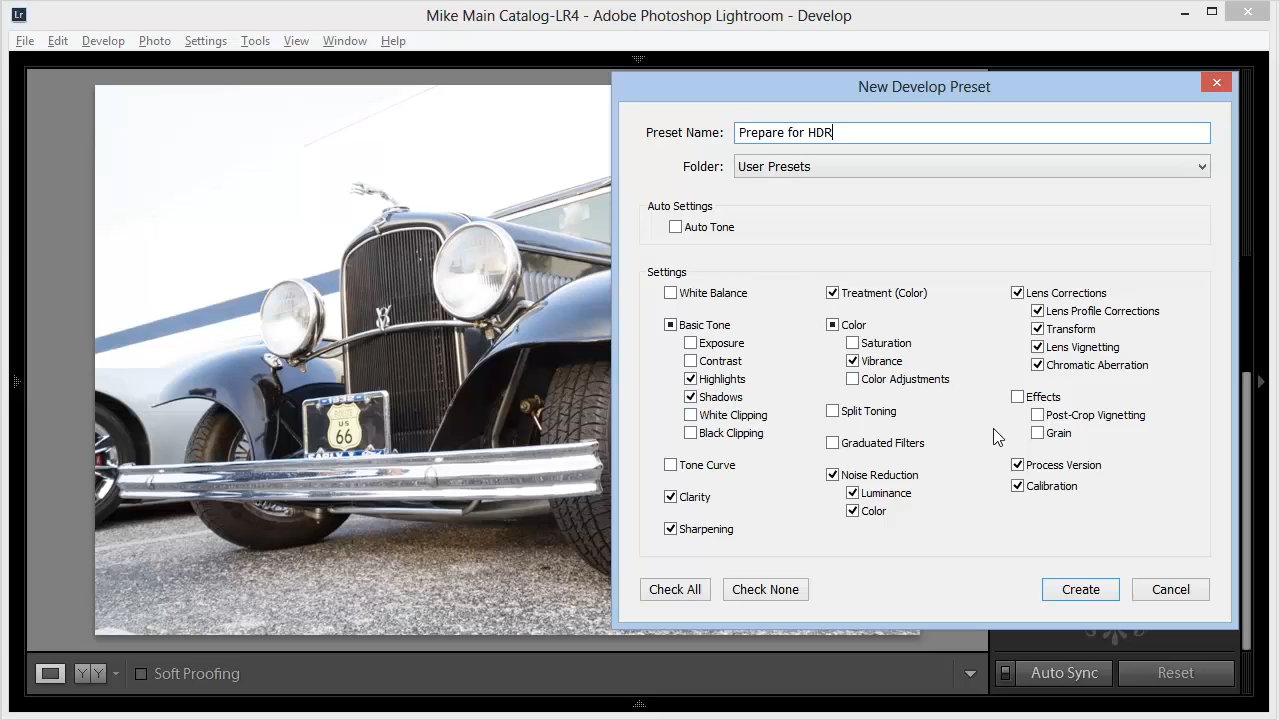 Lr Mike Main Catalog-LR4 - Adobe Photoshop Lightroom - Develop
File Edit Develop Photo Settings Tools View Window Help
New Develop Preset
Preset Name: Prepare for HDR
Folder: User Presets
Auto Settings
Auto Tone
Settings
White Balance
Basic Tone
Exposure
Contrast
Highlights
Shadows
White Clipping
Black Clipping
Tone Curve
Clarity
Sharpening
Treatment (Color)
Color
Saturation
Vibrance
Color Adjustments
Split Toning
Graduated Filters
Noise Reduction
Luminance
Color
Lens Corrections
Lens Profile Corrections
Transform
Lens Vignetting
Chromatic Aberration
Effects
Post-Crop Vignetting
Grain
Process Version
Calibration
Check All Check None Create Cancel
V8
ROUTE
US
66
Y Y Soft Proofing Auto Sync Reset